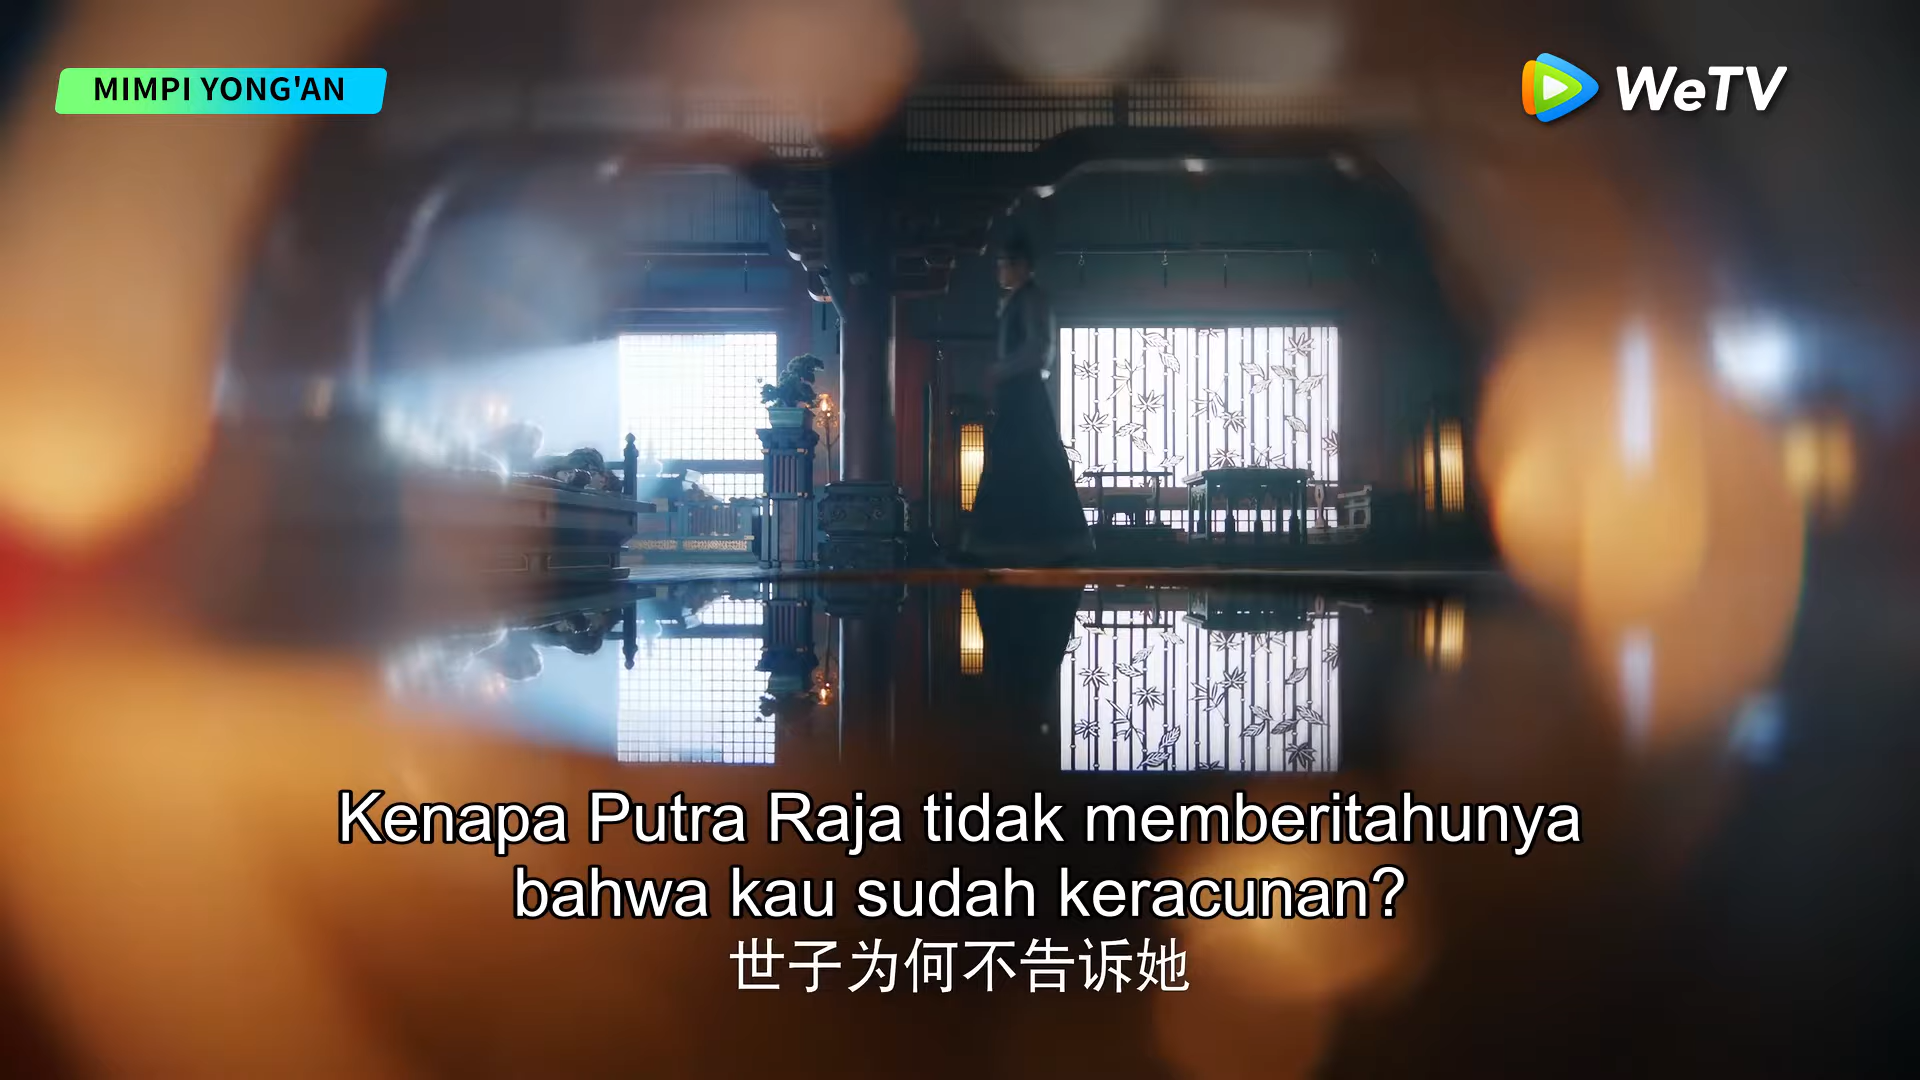 MIMPI YONG'AN
WeTV
Kenapa Putra Raja tidak memberitahunya
bahwa kau sudah keracunan?
世子为何不告诉她